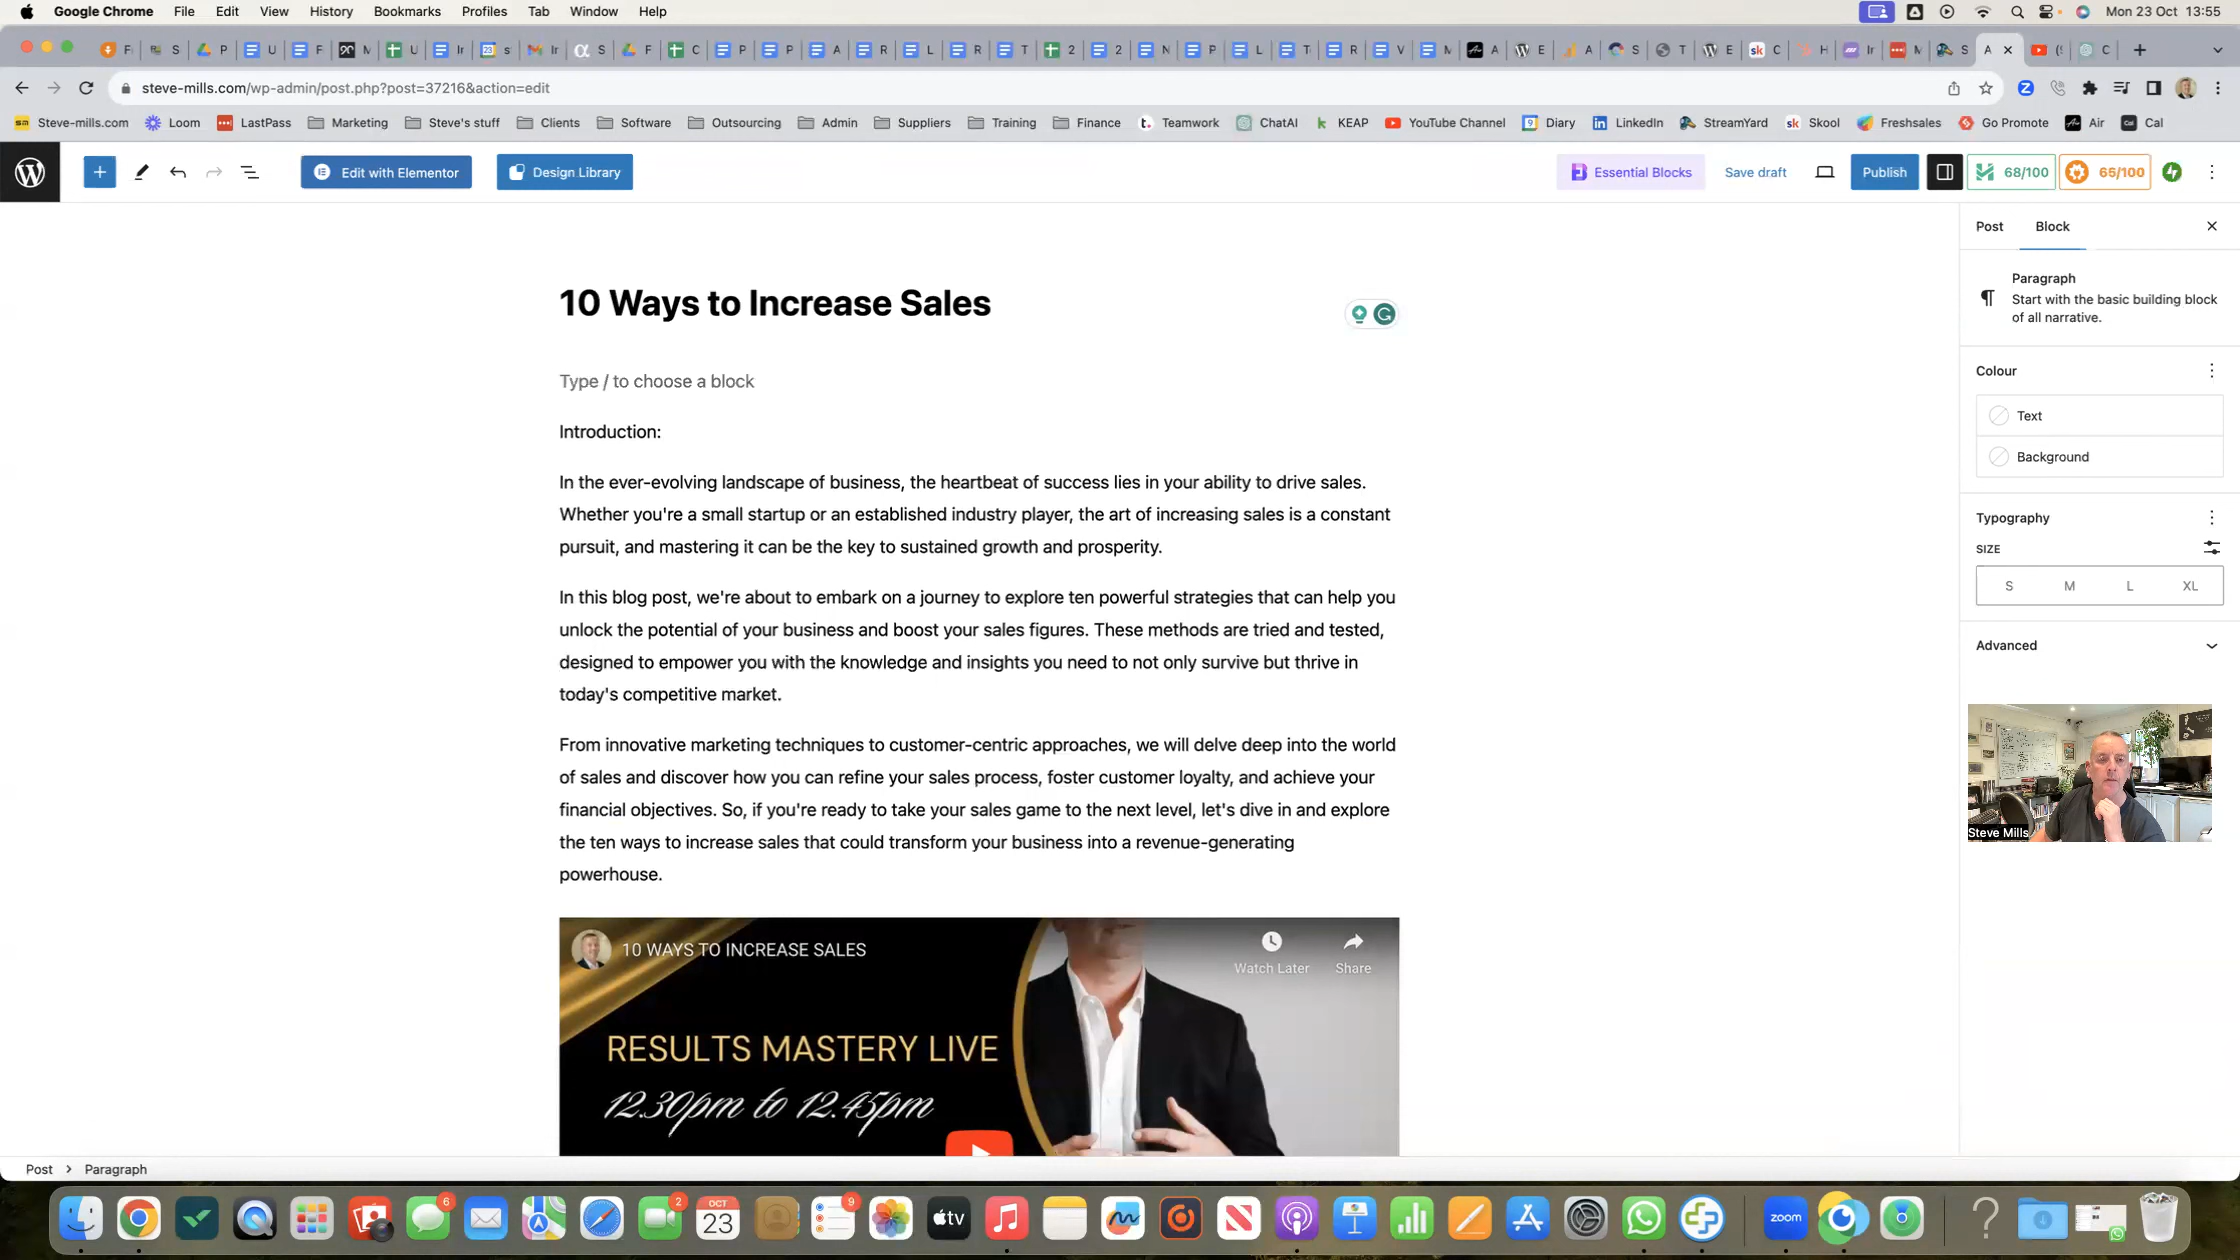 Google Chrome File Edit View History Bookmarks Profiles Tab Window Help Mon 23 Oct 13:55
steve-mills.com/wp-admin/post.php?post=37216&action=edit
Steve-mills.com Loom LastPass Marketing Steve's stuff Clients Software Outsourcing Admin Suppliers Training Finance Teamwork ChatAI KEAP YouTube Channel Diary LinkedIn StreamYard Skool Freshsales Go Promote Air Cal
Edit with Elementor Design Library Essential Blocks Save draft Publish 68/100 65/100
Post Block
10 Ways to Increase Sales
Type / to choose a block
Introduction:
In the ever-evolving landscape of business, the heartbeat of success lies in your ability to drive sales.
Whether you're a small startup or an established industry player, the art of increasing sales is a constant
pursuit, and mastering it can be the key to sustained growth and prosperity.
In this blog post, we're about to embark on a journey to explore ten powerful strategies that can help you
unlock the potential of your business and boost your sales figures. These methods are tried and tested,
designed to empower you with the knowledge and insights you need to not only survive but thrive in
today's competitive market.
From innovative marketing techniques to customer-centric approaches, we will delve deep into the world
of sales and discover how you can refine your sales process, foster customer loyalty, and achieve your
financial objectives. So, if you're ready to take your sales game to the next level, let's dive in and explore
the ten ways to increase sales that could transform your business into a revenue-generating
powerhouse.
10 WAYS TO INCREASE SALES
Watch Later Share
RESULTS MASTERY LIVE
12.30pm to 12.45pm
Paragraph
Start with the basic building block
of all narrative.
Colour
Text
Background
Typography
SIZE
S M L XL
Advanced
Steve Mills
Post > Paragraph
6 2 OCT 23 9 tv zoom